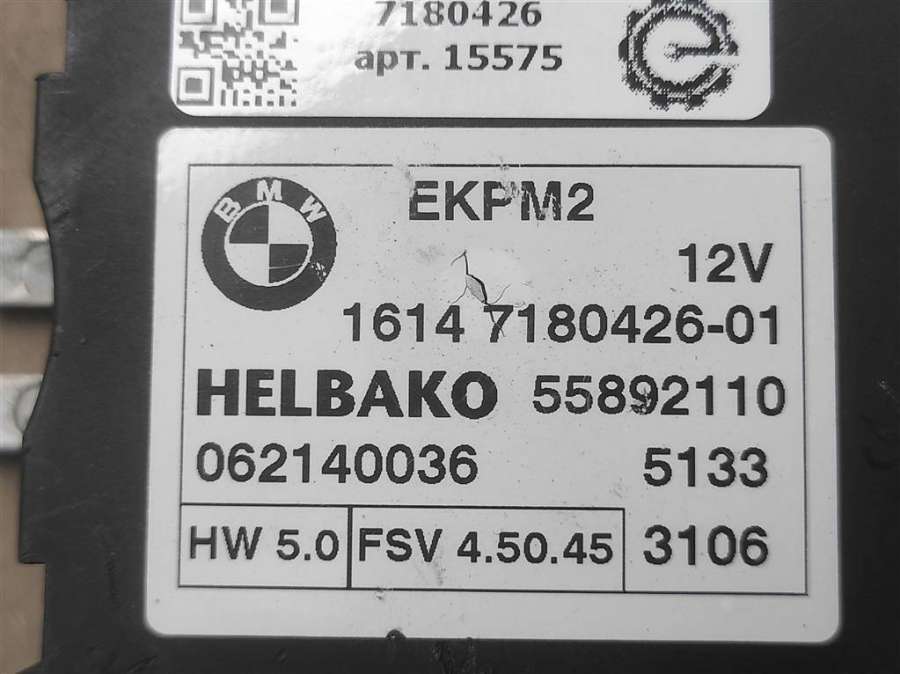 7180426
арт. 15575
BMW
EKPM2
12V
1614 7180426-01
HELBAKO 55892110
062140036 5133
HW 5.0 FSV 4.50.45 3106